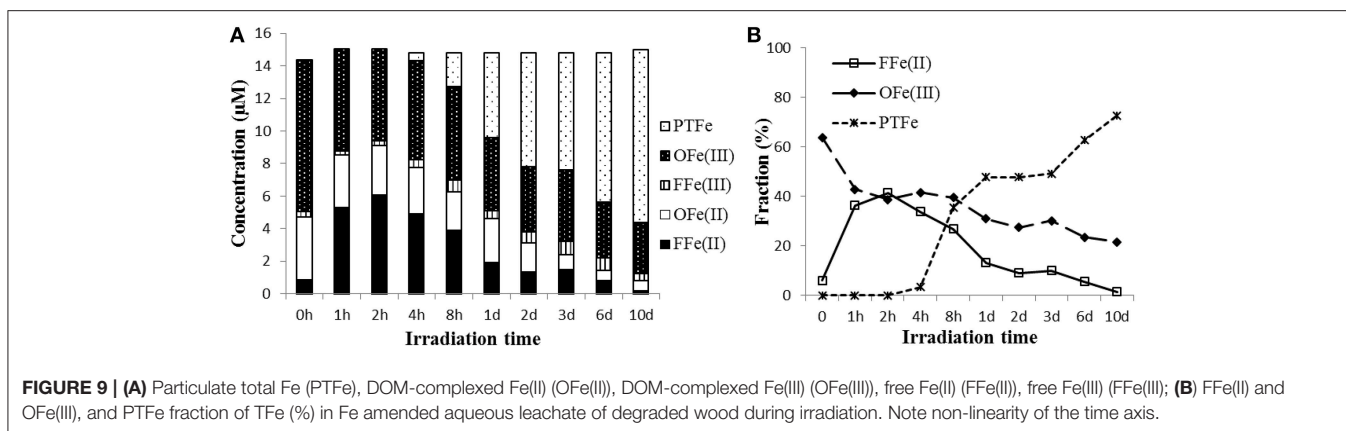 A
16
14
12
10
8
6
4
2
0
Concentration (µM)
0h 1h 2h 4h 8h 1d 2d 3d 6d 10d
Irradiation time
PTFe
OFe(III)
FFe(III)
OFe(II)
FFe(II)
B
100
80
60
40
20
0
Fraction (%)
0 1h 2h 4h 8h 1d 2d 3d 6d 10d
Irradiation time
FFe(II)
OFe(III)
PTFe
FIGURE 9 | (A) Particulate total Fe (PTFe), DOM-complexed Fe(II) (OFe(II)), DOM-complexed Fe(III) (OFe(III)), free Fe(II) (FFe(II)), free Fe(III) (FFe(III); (B) FFe(II) and
OFe(III), and PTFe fraction of TFe (%) in Fe amended aqueous leachate of degraded wood during irradiation. Note non-linearity of the time axis.